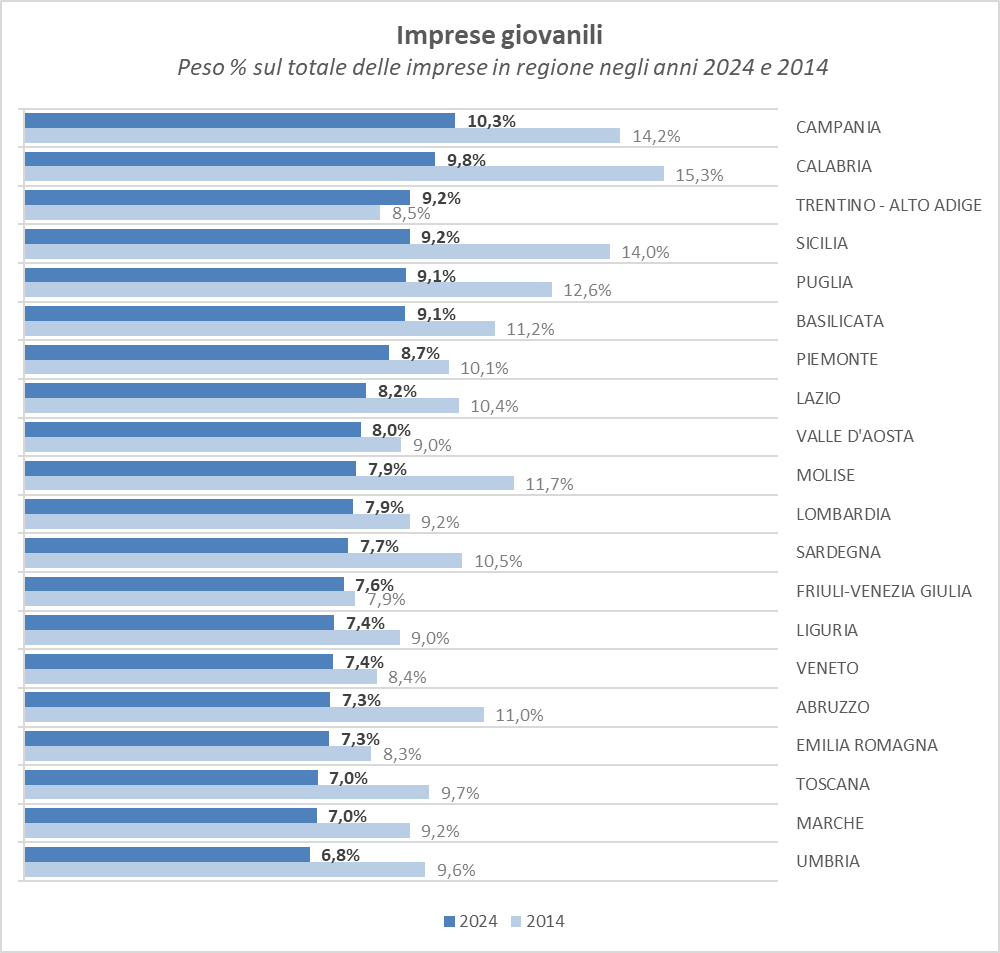 Imprese giovanili
Peso % sul totale delle imprese in regione negli anni 2024 e 2014
10,3%
14,2%
CAMPANIA
9,8%
15,3%
CALABRIA
9,2%
8,5%
TRENTINO - ALTO ADIGE
9,2%
14,0%
SICILIA
9,1%
12,6%
PUGLIA
9,1%
11,2%
BASILICATA
8,7%
10,1%
PIEMONTE
8,2%
10,4%
LAZIO
8,0%
9,0%
VALLE D'AOSTA
7,9%
11,7%
MOLISE
7,9%
9,2%
LOMBARDIA
7,7%
10,5%
SARDEGNA
7,6%
7,9%
FRIULI-VENEZIA GIULIA
7,4%
9,0%
LIGURIA
7,4%
8,4%
VENETO
7,3%
11,0%
ABRUZZO
7,3%
8,3%
EMILIA ROMAGNA
7,0%
9,7%
TOSCANA
7,0%
9,2%
MARCHE
6,8%
9,6%
UMBRIA
2024 2014